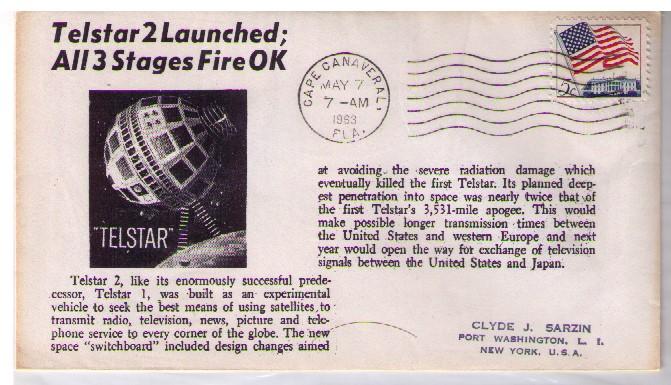 Telstar 2 Launched;
All 3 Stages Fire OK
CAPE CANAVERAL,
MAY 7
7 - AM
1963
FLA.
"TELSTAR"
Telstar 2, like its enormously successful prede-
cessor, Telstar 1, was built as an experimental
vehicle to seek the best means of using satellites to
transmit radio, television, news, picture and tele-
phone service to every corner of the globe. The new
space "switchboard" included design changes aimed
at avoiding the severe radiation damage which
eventually killed the first Telstar. Its planned deep-
est penetration into space was nearly twice that of
the first Telstar's 3,531-mile apogee. This would
make possible longer transmission times between
the United States and western Europe and next
year would open the way for exchange of television
signals between the United States and Japan.
CLYDE J. SARZIN
PORT WASHINGTON, L. I.
NEW YORK, U.S.A.